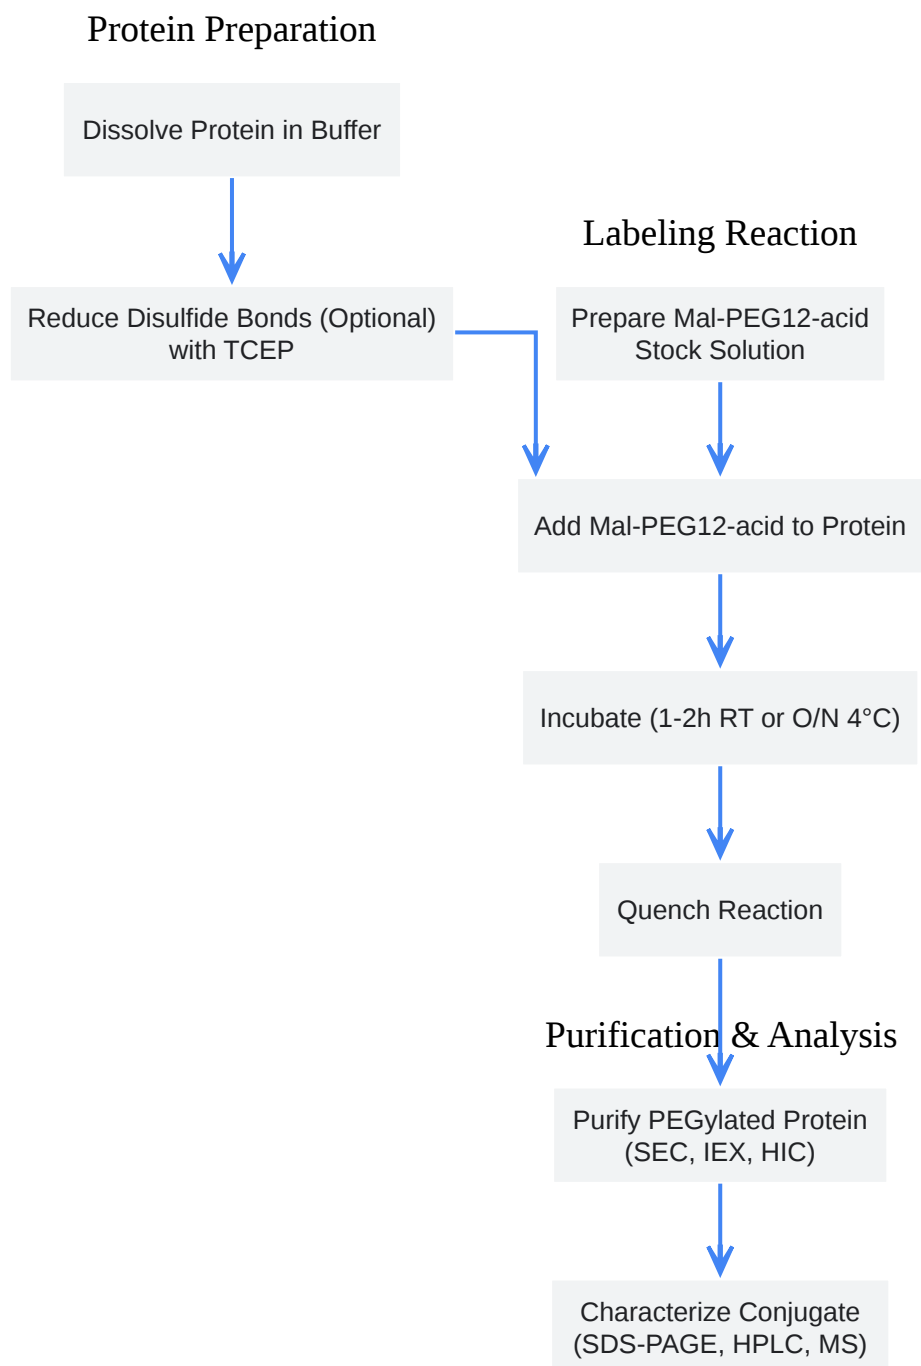 Protein Preparation
Dissolve Protein in Buffer
Reduce Disulfide Bonds (Optional)
with TCEP
Labeling Reaction
Prepare Mal-PEG12-acid
Stock Solution
Add Mal-PEG12-acid to Protein
Incubate (1-2h RT or O/N 4°C)
Quench Reaction
Purification & Analysis
Purify PEGylated Protein
(SEC, IEX, HIC)
Characterize Conjugate
(SDS-PAGE, HPLC, MS)